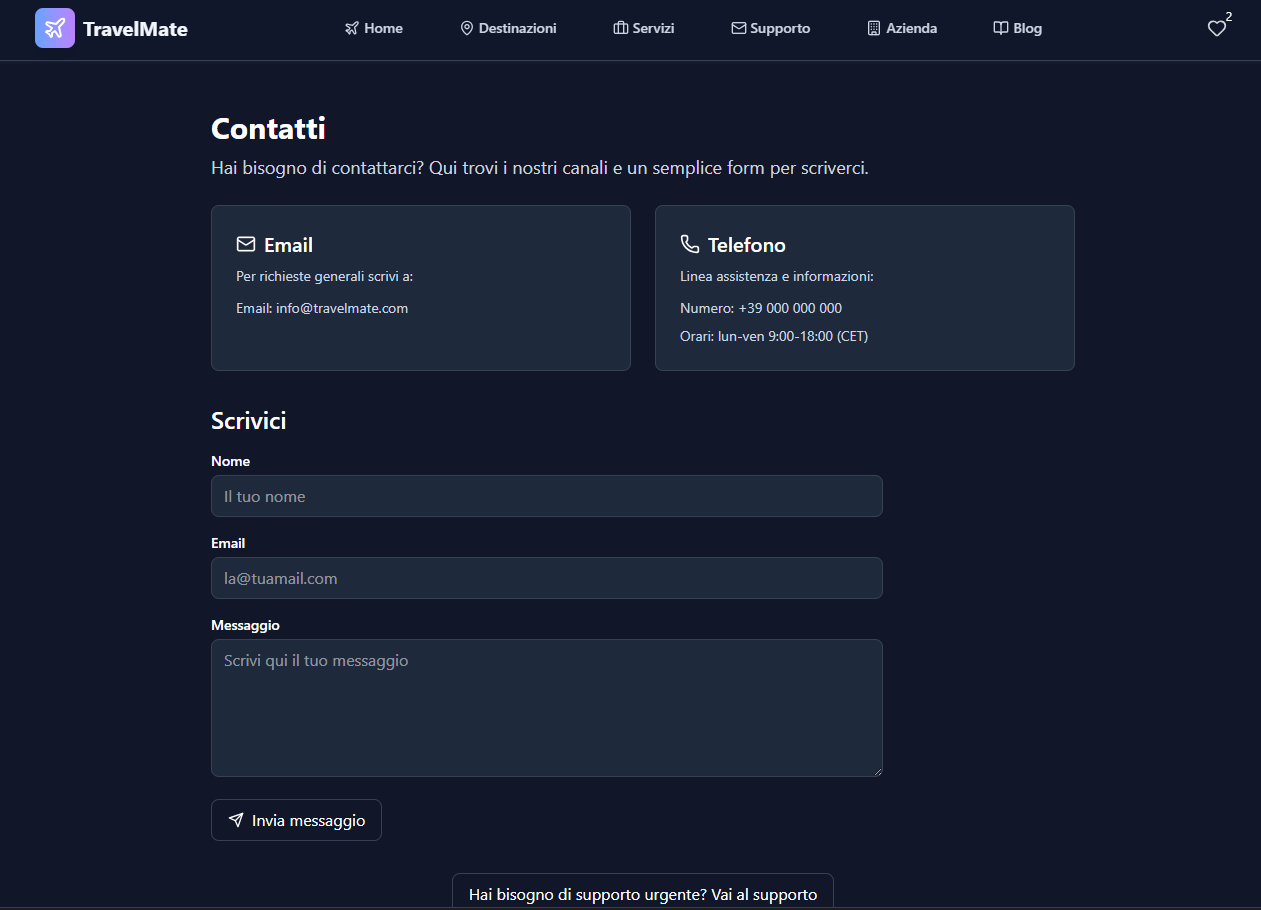 TravelMate
Home
Destinazioni
Servizi
Supporto
Azienda
Blog
2
Contatti
Hai bisogno di contattarci? Qui trovi i nostri canali e un semplice form per scriverci.
Email
Per richieste generali scrivi a:
Email: info@travelmate.com
Telefono
Linea assistenza e informazioni:
Numero: +39 000 000 000
Orari: lun-ven 9:00-18:00 (CET)
Scrivici
Nome
Il tuo nome
Email
la@tuamail.com
Messaggio
Scrivi qui il tuo messaggio
Invia messaggio
Hai bisogno di supporto urgente? Vai al supporto